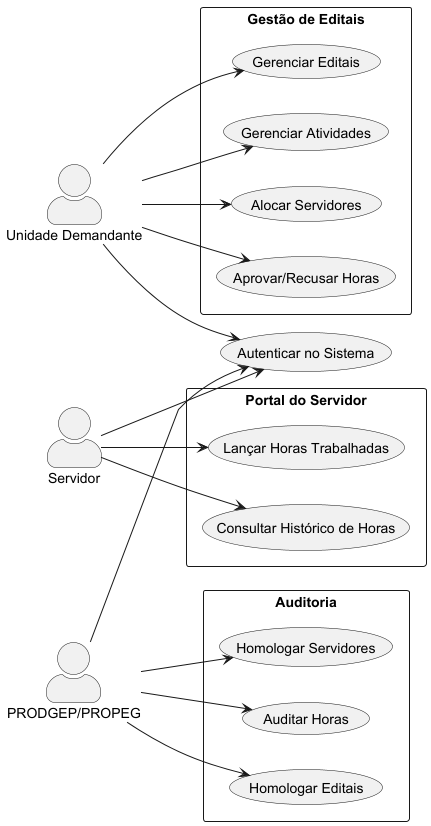 Gestão de Editais
Gerenciar Editais
Gerenciar Atividades
Alocar Servidores
Aprovar/Recusar Horas
Unidade Demandante
Autenticar no Sistema
Portal do Servidor
Lançar Horas Trabalhadas
Consultar Histórico de Horas
Servidor
Auditoria
Homologar Servidores
Auditar Horas
Homologar Editais
PRODGEP/PROPEG